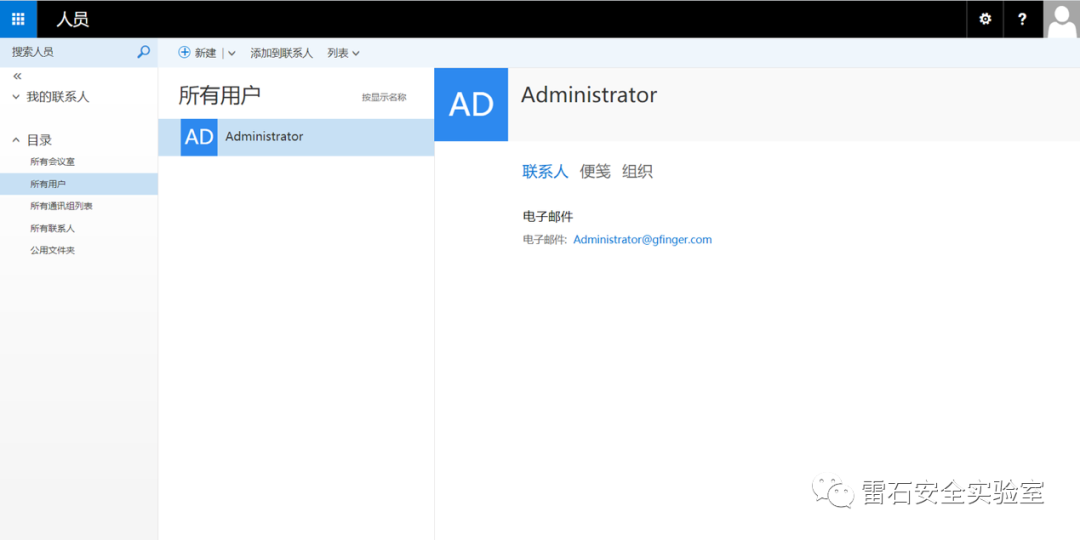 人员
?
搜索人员
新建
添加到联系人
列表
«
我的联系人
目录
所有会议室
所有用户
所有通讯组列表
所有联系人
公用文件夹
所有用户
按显示名称
AD
Administrator
AD
Administrator
联系人 便笺 组织
电子邮件
电子邮件: Administrator@gfinger.com
雷石安全实验室